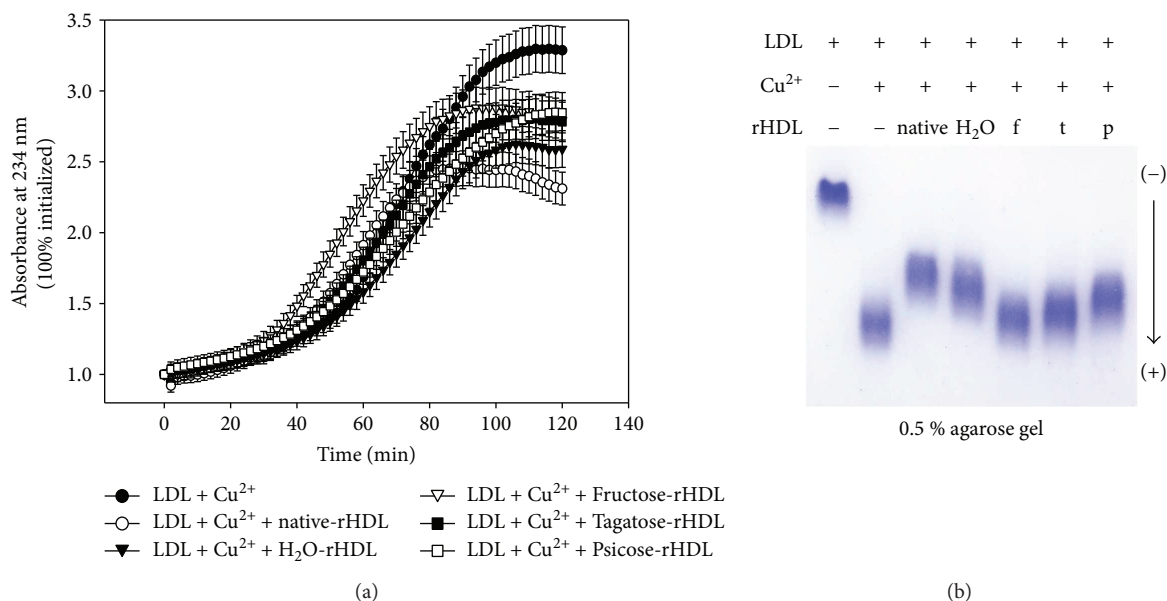 3.5
3.0
2.5
2.0
1.5
1.0
Absorbance at 234 nm
(100% initialized)
0 20 40 60 80 100 120 140
Time (min)
LDL + Cu²⁺
LDL + Cu²⁺ + native-rHDL
LDL + Cu²⁺ + H₂O-rHDL
LDL + Cu²⁺ + Fructose-rHDL
LDL + Cu²⁺ + Tagatose-rHDL
LDL + Cu²⁺ + Psicose-rHDL
(a)
LDL + + + + + + +
Cu²⁺ − + + + + + +
rHDL − − native H₂O f t p
(−)
(+)
0.5 % agarose gel
(b)